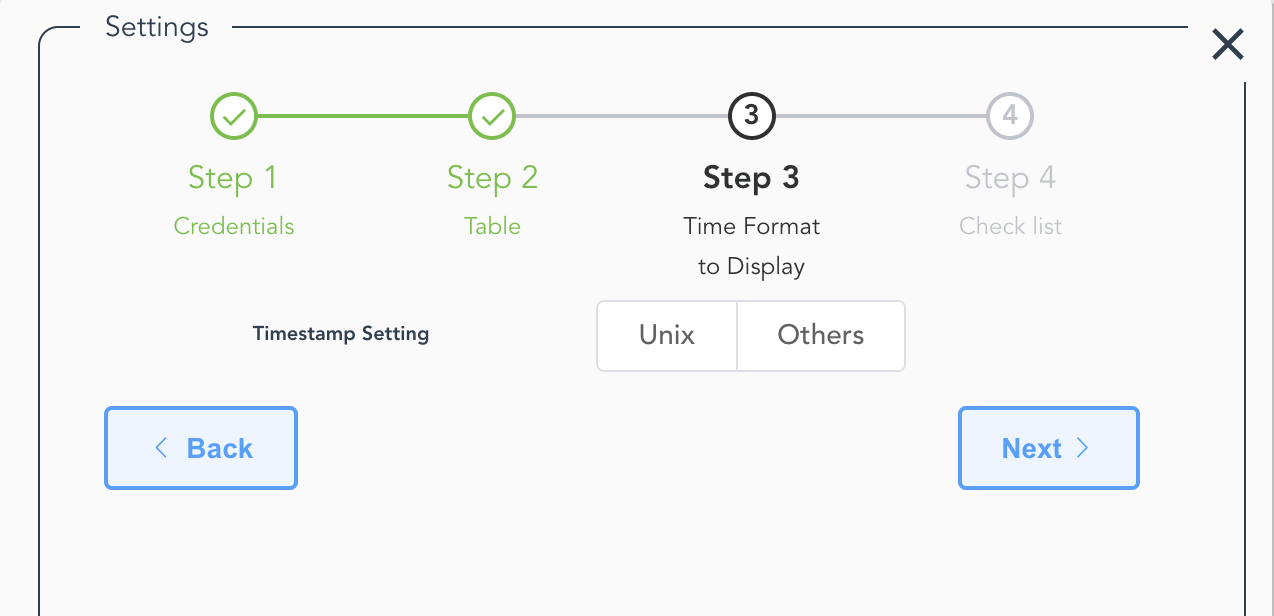 Settings
3
4
Step 1
Step 2
Step 3
Step 4
Credentials
Table
Time Format
to Display
Check list
Timestamp Setting
Unix
Others
Back
Next